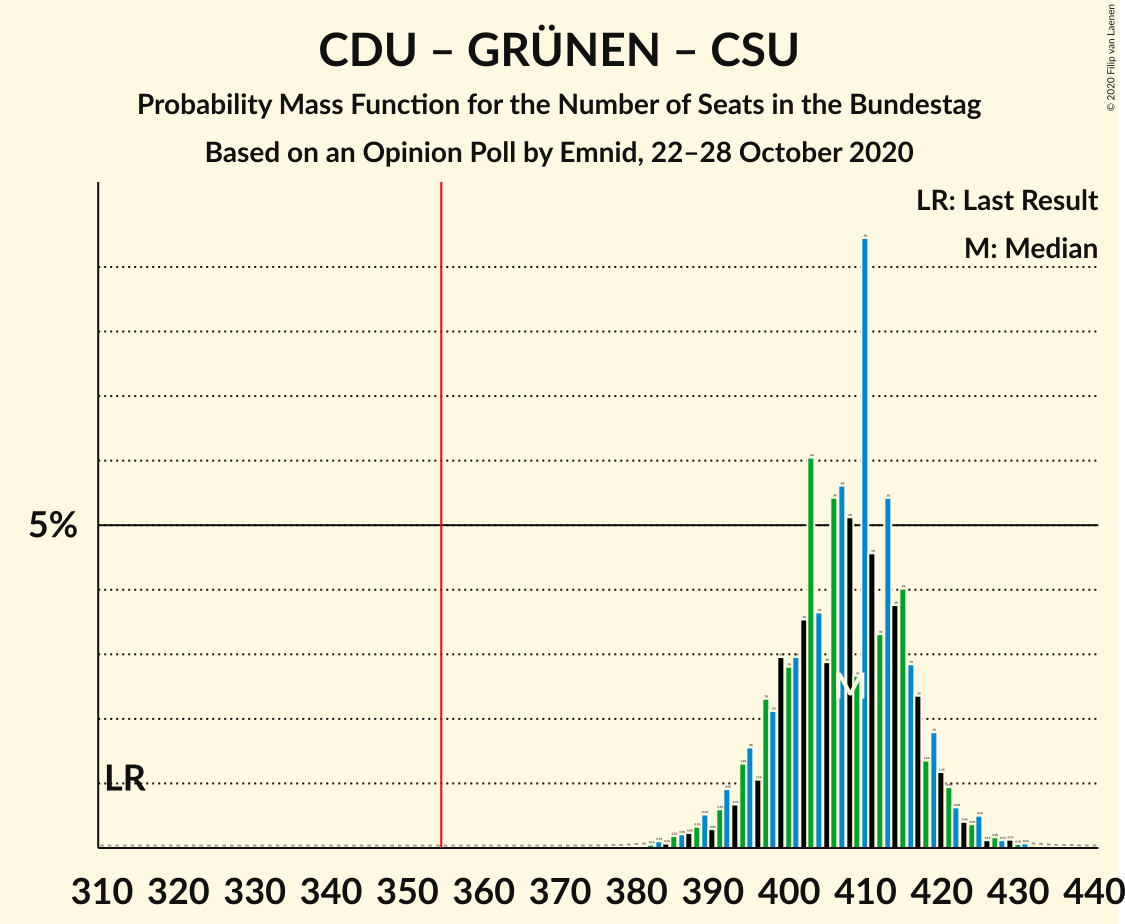 CDU – GRÜNEN – CSU
Probability Mass Function for the Number of Seats in the Bundestag
Based on an Opinion Poll by Emnid, 22–28 October 2020
© 2020 Filip van Laenen
LR: Last Result
M: Median
5%
M
LR
310 320 330 340 350 360 370 380 390 400 410 420 430 440